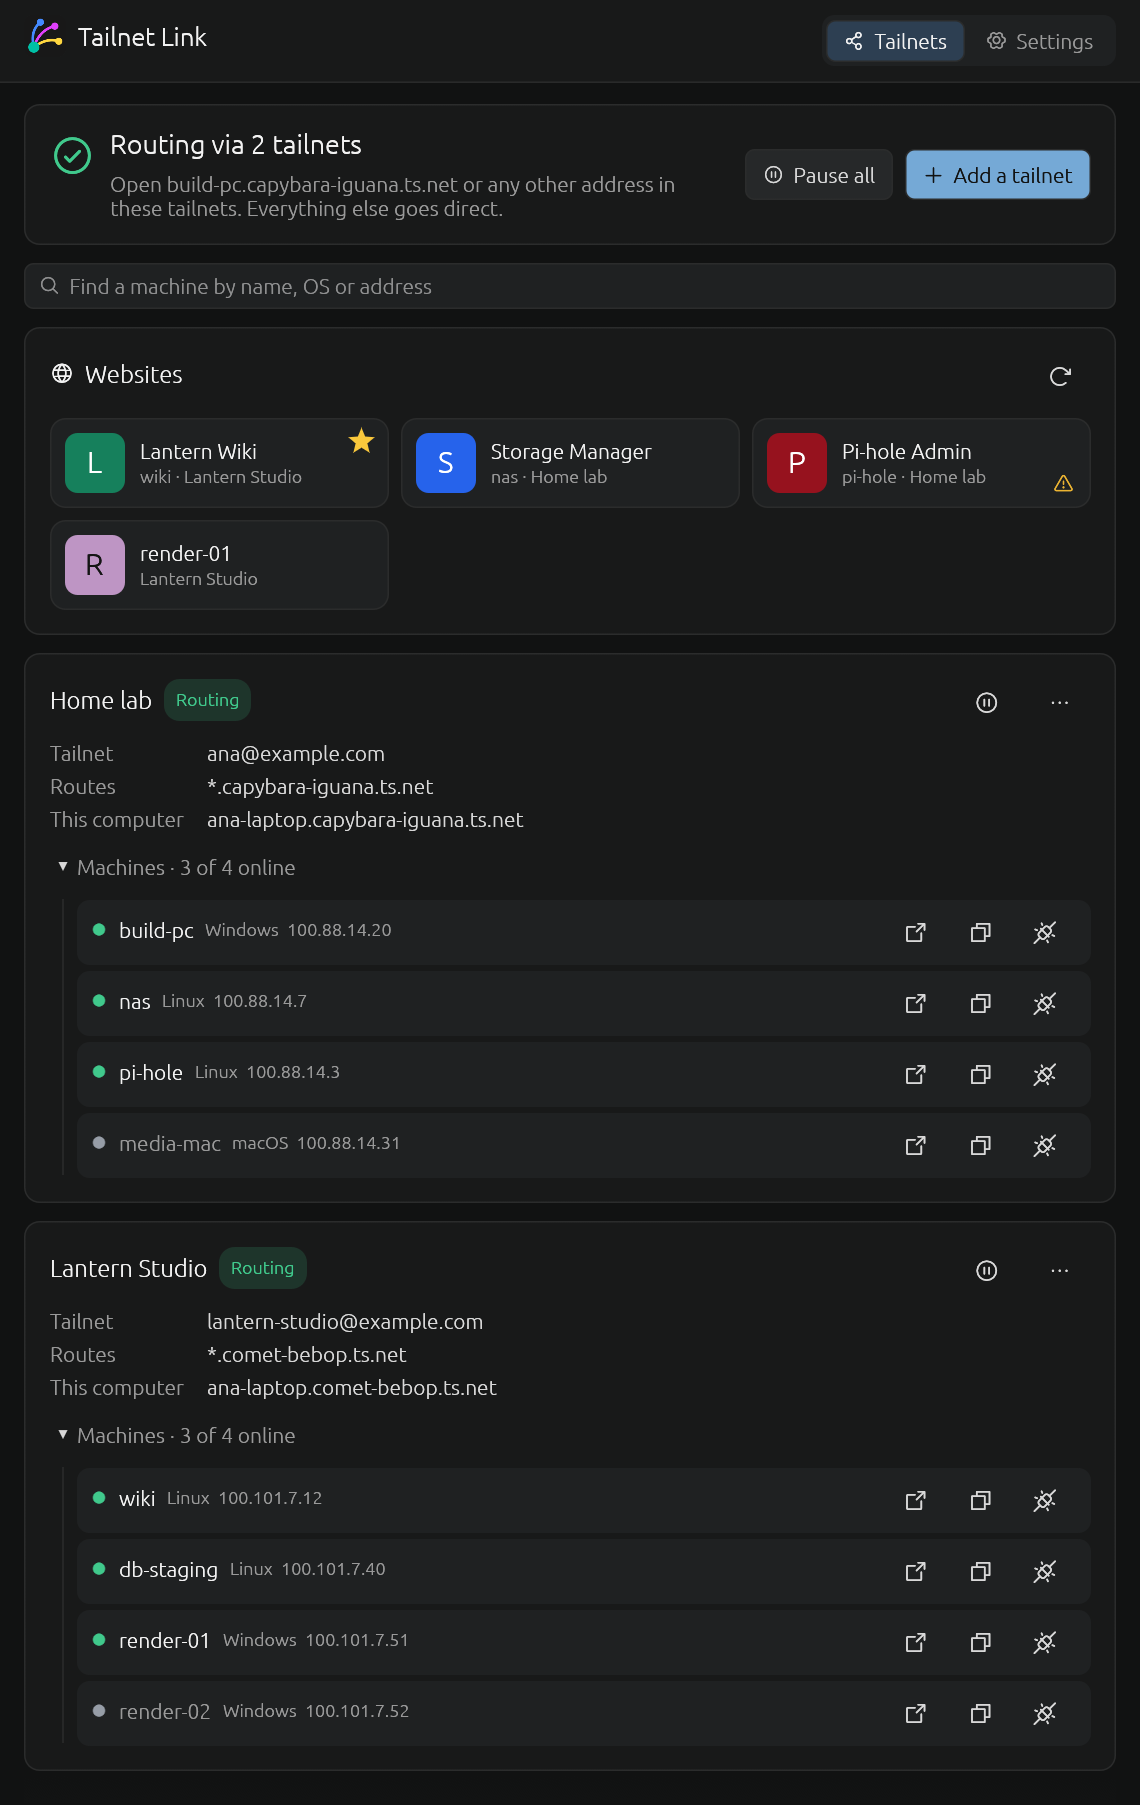 Tailnet Link
Tailnets
Settings
Routing via 2 tailnets
Open build-pc.capybara-iguana.ts.net or any other address in
these tailnets. Everything else goes direct.
Pause all
Add a tailnet
Find a machine by name, OS or address
Websites
L
Lantern Wiki
wiki · Lantern Studio
S
Storage Manager
nas · Home lab
P
Pi-hole Admin
pi-hole · Home lab
R
render-01
Lantern Studio
Home lab
Routing
Tailnet ana@example.com
Routes *.capybara-iguana.ts.net
This computer ana-laptop.capybara-iguana.ts.net
Machines · 3 of 4 online
build-pc Windows 100.88.14.20
nas Linux 100.88.14.7
pi-hole Linux 100.88.14.3
media-mac macOS 100.88.14.31
Lantern Studio
Routing
Tailnet lantern-studio@example.com
Routes *.comet-bebop.ts.net
This computer ana-laptop.comet-bebop.ts.net
Machines · 3 of 4 online
wiki Linux 100.101.7.12
db-staging Linux 100.101.7.40
render-01 Windows 100.101.7.51
render-02 Windows 100.101.7.52